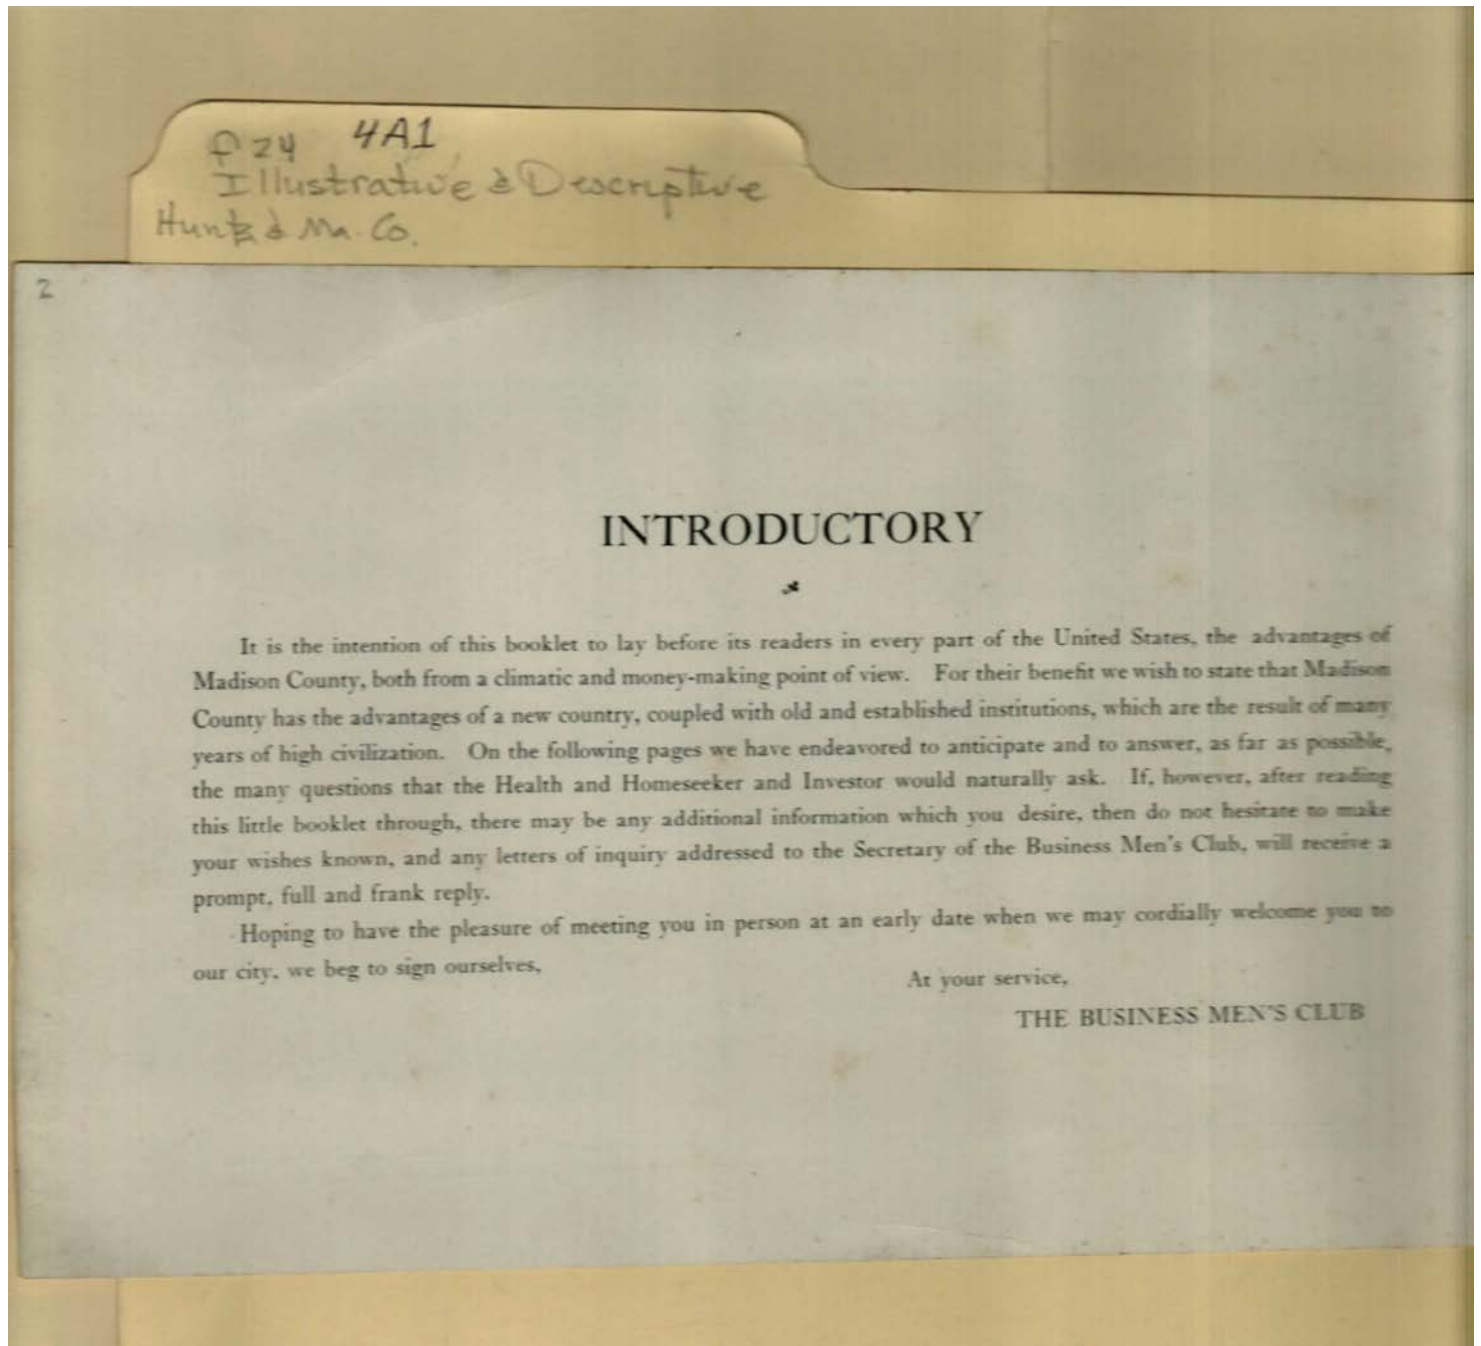 f 24 4A1
Illustrative & Descriptive
Hunts & Ma. Co.
2
INTRODUCTORY
It is the intention of this booklet to lay before its readers in every part of the United States, the advantages of
Madison County, both from a climatic and money-making point of view. For their benefit we wish to state that Madison
County has the advantages of a new country, coupled with old and established institutions, which are the result of many
years of high civilization. On the following pages we have endeavored to anticipate and to answer, as far as possible,
the many questions that the Health and Homeseeker and Investor would naturally ask. If, however, after reading
this little booklet through, there may be any additional information which you desire, then do not hesitate to make
your wishes known, and any letters of inquiry addressed to the Secretary of the Business Men's Club, will receive a
prompt, full and frank reply.
Hoping to have the pleasure of meeting you in person at an early date when we may cordially welcome you to
our city, we beg to sign ourselves,
At your service,
THE BUSINESS MEN'S CLUB